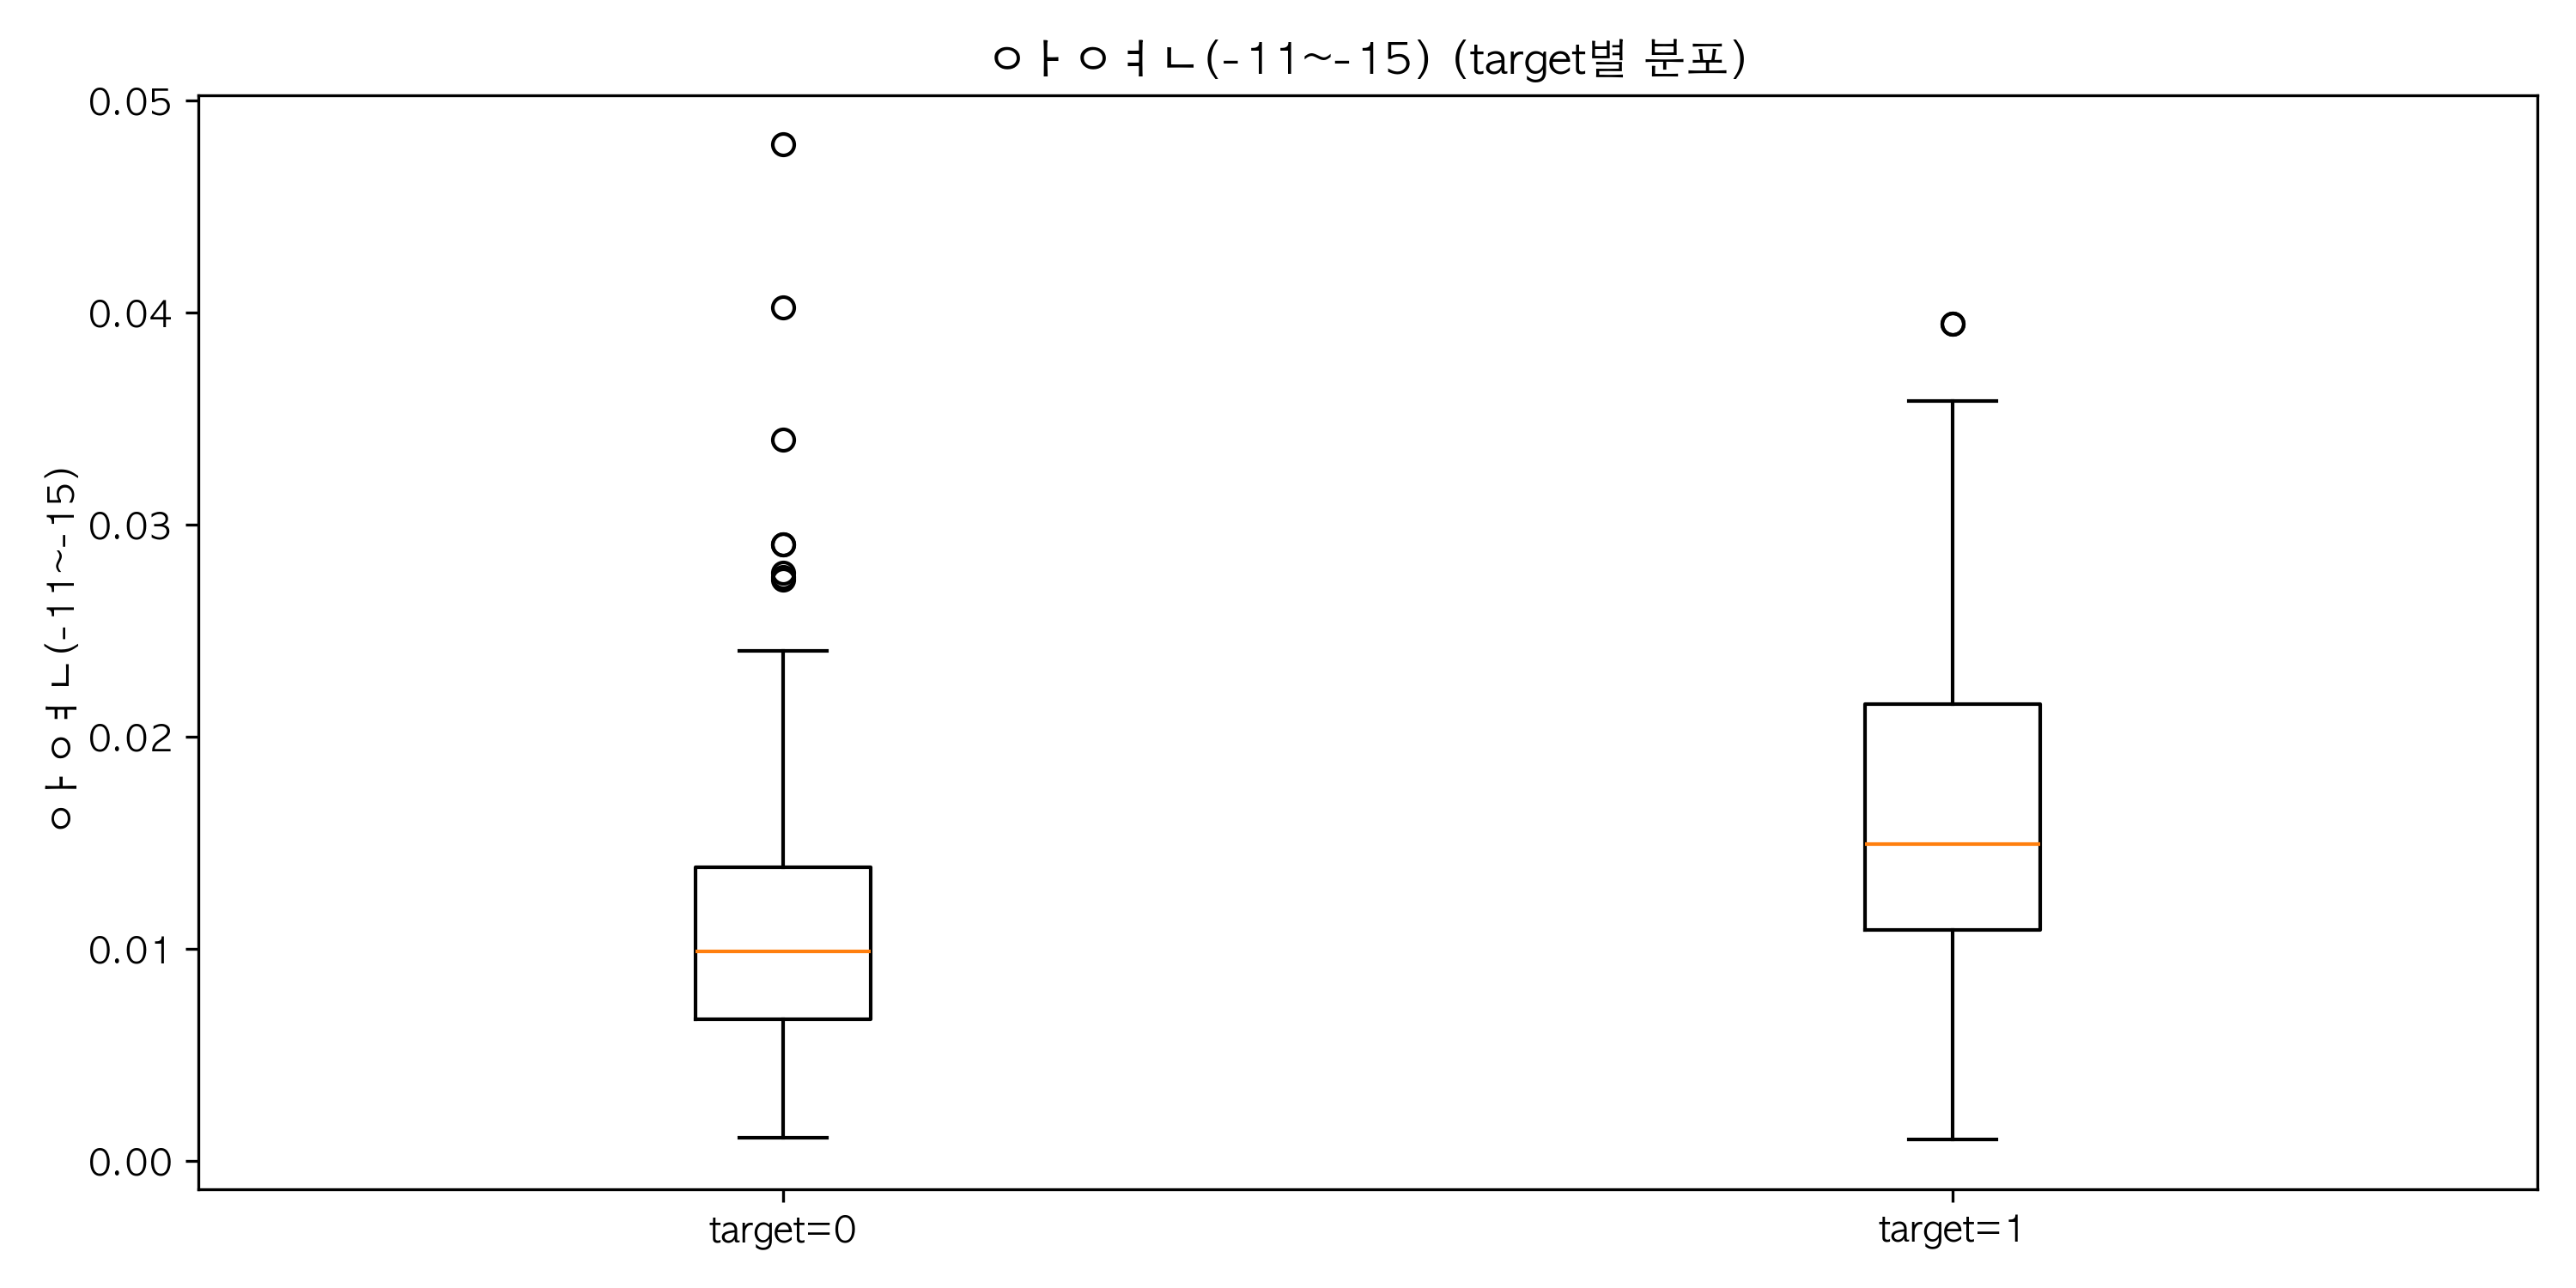 ㅇㅏㅇㅕㄴ(-11~-15) (target별 분포)
ㅇㅏㅇㅕㄴ(-11~-15)
0.05
0.04
0.03
0.02
0.01
0.00
target=0
target=1